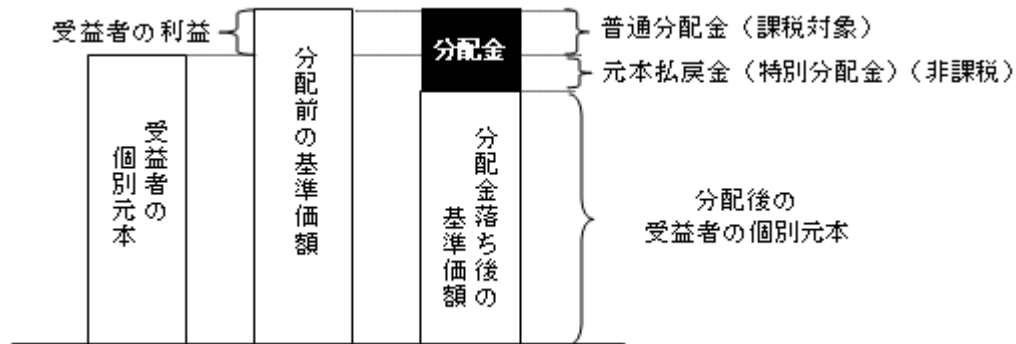 受益者の利益
受益者の
個別元本
分配前の基準価額
分配金
分配金落ち後の
基準価額
普通分配金（課税対象）
元本払戻金（特別分配金）（非課税）
分配後の
受益者の個別元本